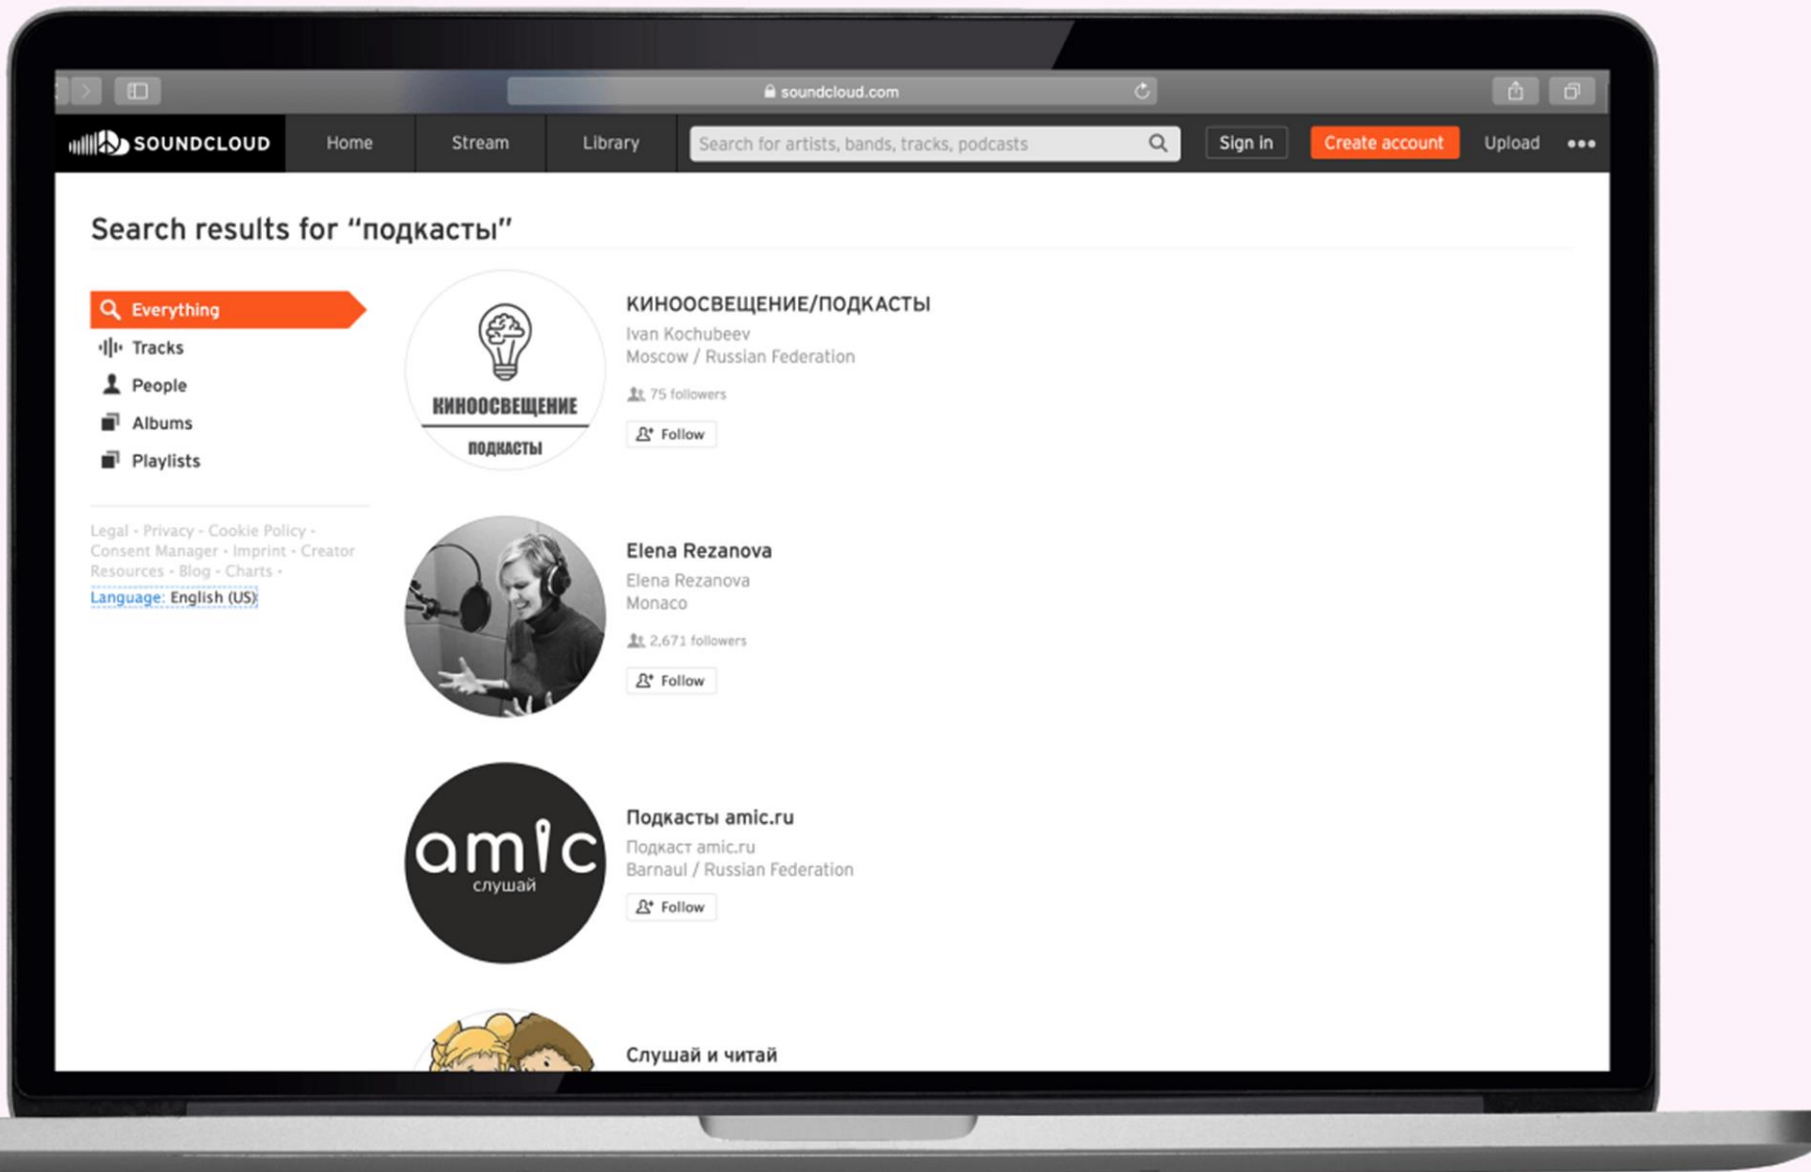 soundcloud.com
SOUNDCLOUD
Home
Stream
Library
Search for artists, bands, tracks, podcasts
Sign in
Create account
Upload
Search results for “подкасты”
Everything
Tracks
People
Albums
Playlists
Legal - Privacy - Cookie Policy -
Consent Manager - Imprint - Creator
Resources - Blog - Charts -
Language: English (US)
КИНООСВЕЩЕНИЕ
ПОДКАСТЫ
КИНООСВЕЩЕНИЕ/ПОДКАСТЫ
Ivan Kochubeev
Moscow / Russian Federation
75 followers
Follow
Elena Rezanova
Elena Rezanova
Monaco
2,671 followers
Follow
amic
слушай
Подкасты amic.ru
Подкаст amic.ru
Barnaul / Russian Federation
Follow
Слушай и читай